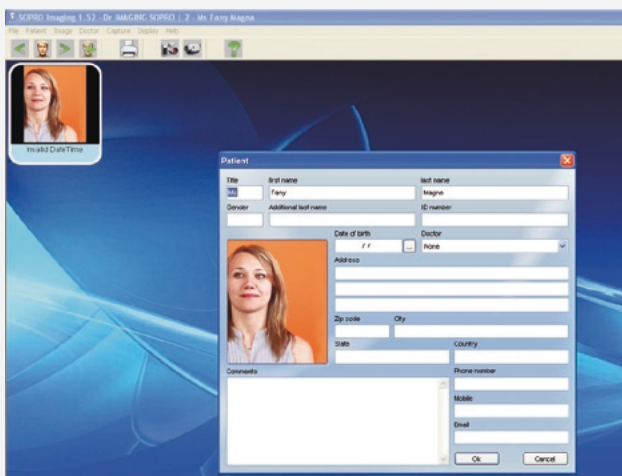 SOPRO Imaging 1.52 - Dr IMAGING SOPRO | 2 - Ms Fany Magna
File Patient Image Doctor Capture Display Help
Invalid DateTime
Patient
Title first name last name
Ms Fany Magna
Gender Additional last name ID number
Date of birth Doctor
/ / ... None
Address
Zip code City
State Country
Comments Phone number
Mobile
Email
Ok Cancel